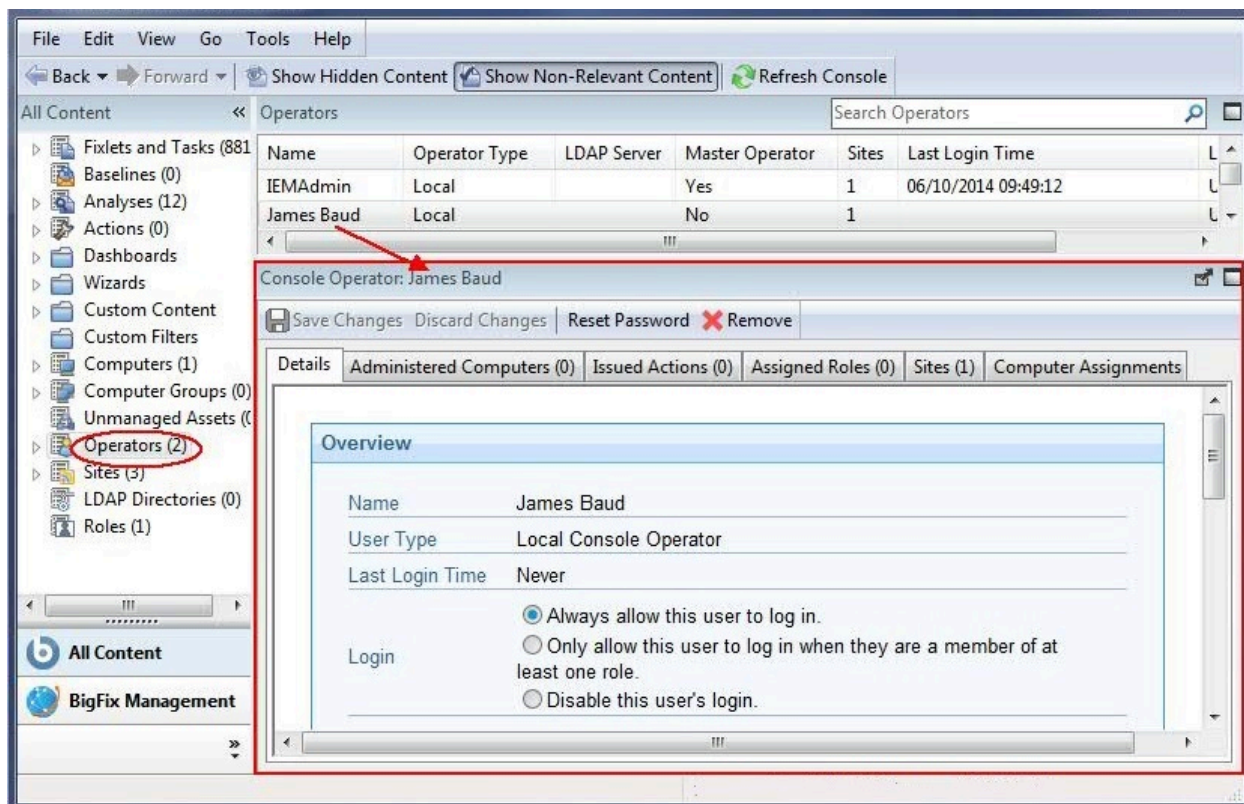 File Edit View Go Tools Help
Back Forward Show Hidden Content Show Non-Relevant Content Refresh Console
All Content
Fixlets and Tasks (881
Baselines (0)
Analyses (12)
Actions (0)
Dashboards
Wizards
Custom Content
Custom Filters
Computers (1)
Computer Groups (0)
Unmanaged Assets (
Operators (2)
Sites (3)
LDAP Directories (0)
Roles (1)
All Content
BigFix Management
Operators Search Operators
Name Operator Type LDAP Server Master Operator Sites Last Login Time L
IEMAdmin Local Yes 1 06/10/2014 09:49:12
James Baud Local No 1
Console Operator: James Baud
Save Changes Discard Changes Reset Password Remove
Details Administered Computers (0) Issued Actions (0) Assigned Roles (0) Sites (1) Computer Assignments
Overview
Name James Baud
User Type Local Console Operator
Last Login Time Never
Login
Always allow this user to log in.
Only allow this user to log in when they are a member of at
least one role.
Disable this user's login.